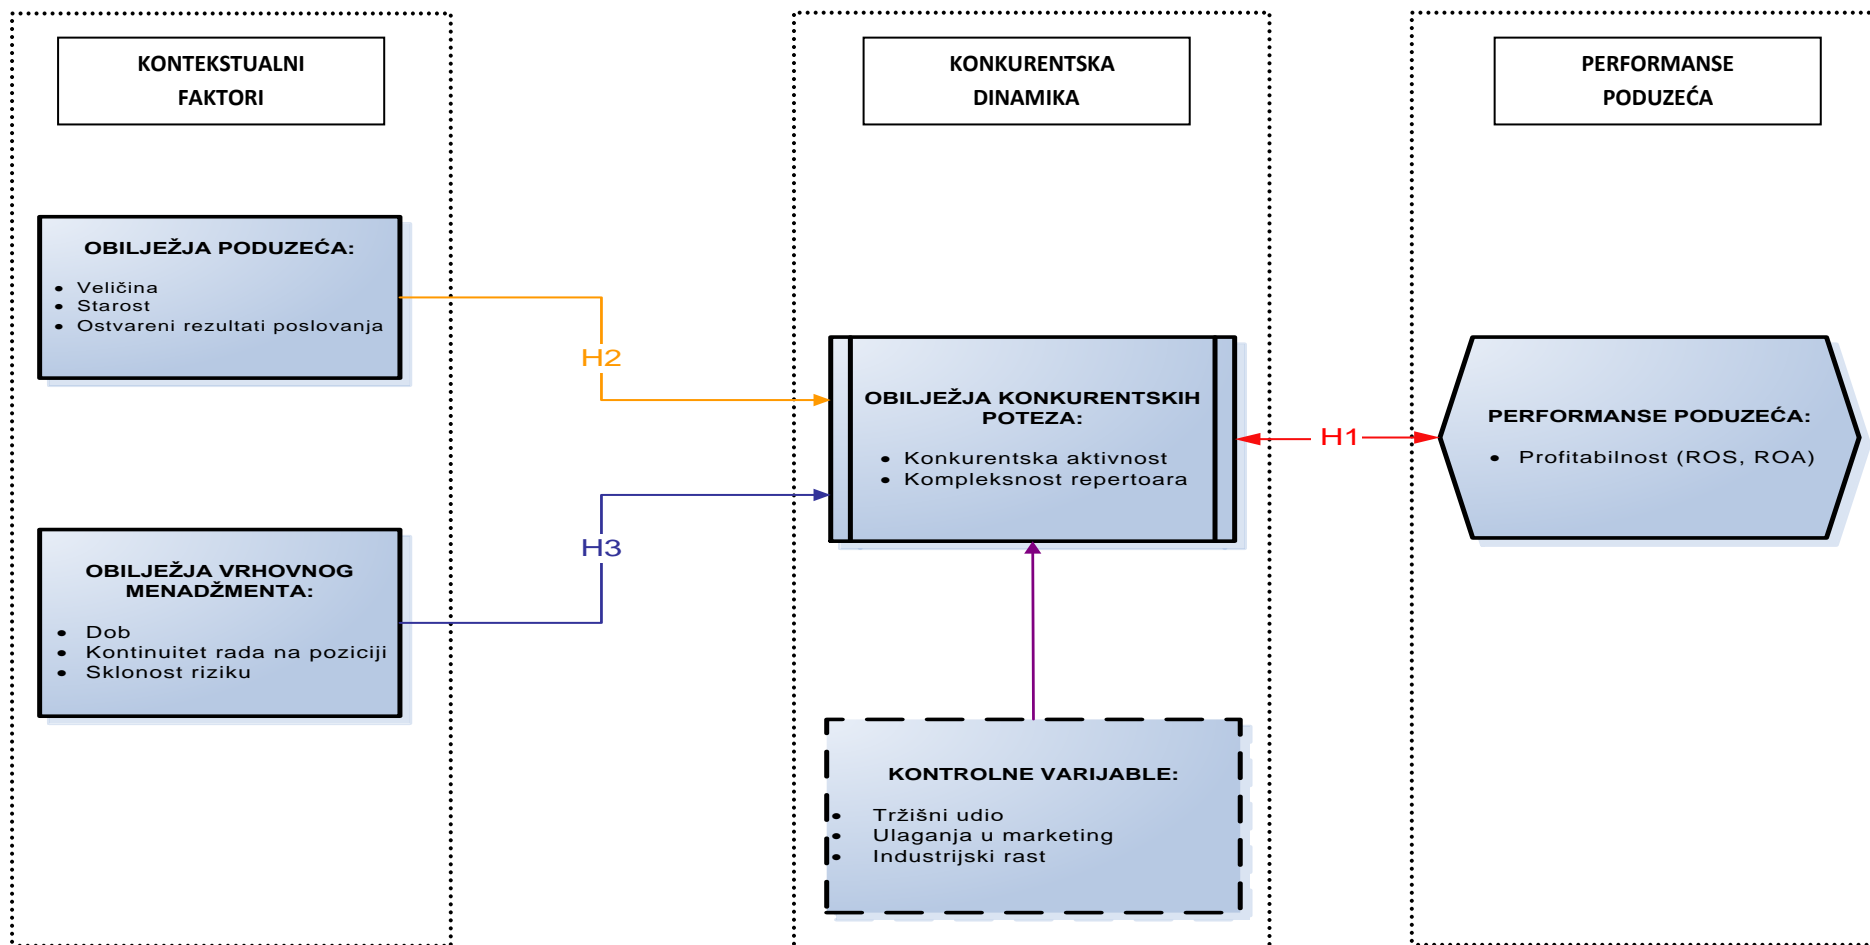 KONTEKSTUALNI
FAKTORI
OBILJEŽJA PODUZEĆA:
• Veličina
• Starost
• Ostvareni rezultati poslovanja
OBILJEŽJA VRHOVNOG
MENADŽMENTA:
• Dob
• Kontinuitet rada na poziciji
• Sklonost riziku
H2
H3
KONKURENTSKA
DINAMIKA
OBILJEŽJA KONKURENTSKIH
POTEZA:
• Konkurentska aktivnost
• Kompleksnost repertoara
KONTROLNE VARIJABLE:
• Tržišni udio
• Ulaganja u marketing
• Industrijski rast
H1
PERFORMANSE
PODUZEĆA
PERFORMANSE PODUZEĆA:
• Profitabilnost (ROS, ROA)